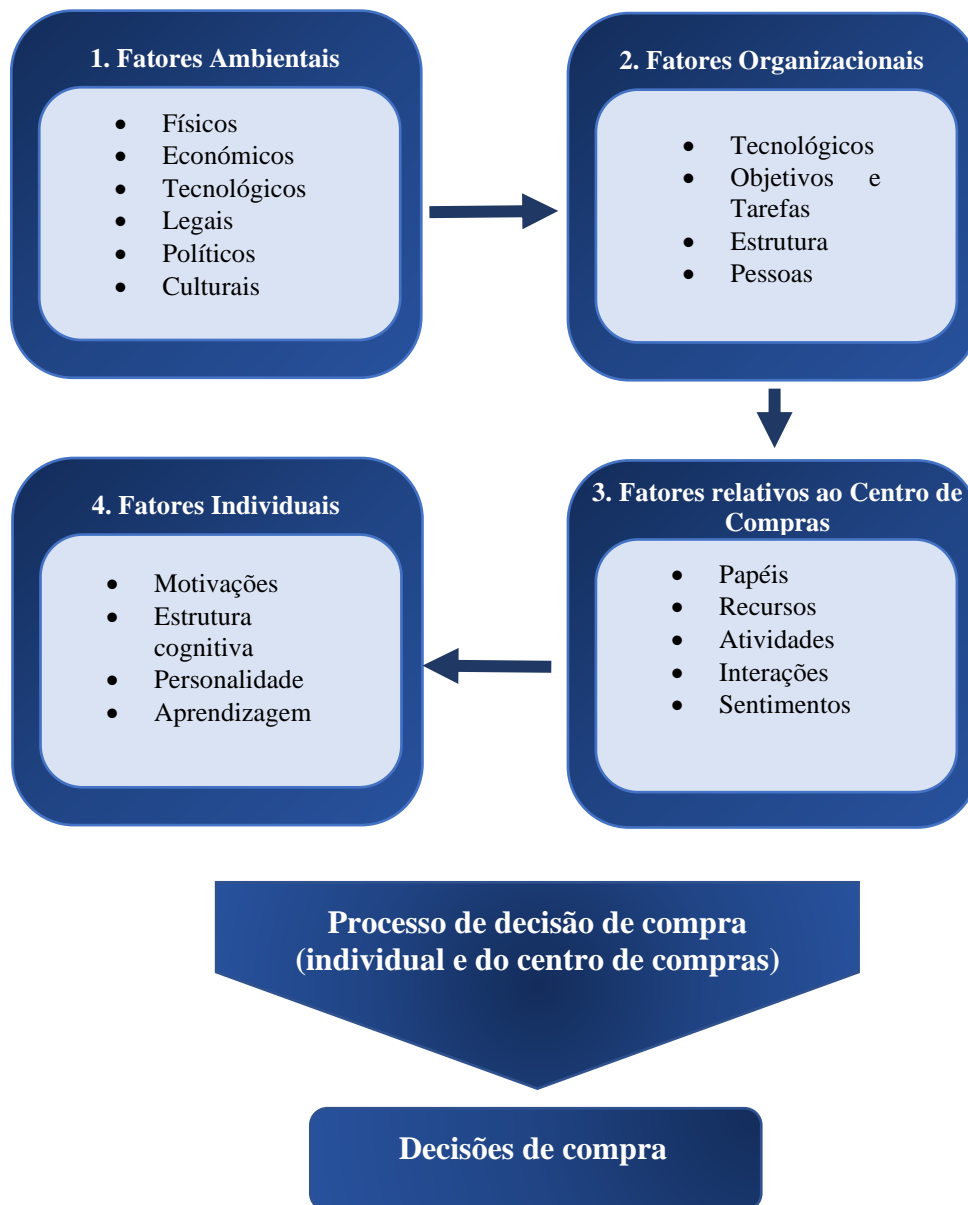 1. Fatores Ambientais
• Físicos
• Económicos
• Tecnológicos
• Legais
• Políticos
• Culturais
2. Fatores Organizacionais
• Tecnológicos
• Objetivos e
Tarefas
• Estrutura
• Pessoas
3. Fatores relativos ao Centro de
Compras
• Papéis
• Recursos
• Atividades
• Interações
• Sentimentos
4. Fatores Individuais
• Motivações
• Estrutura
cognitiva
• Personalidade
• Aprendizagem
Processo de decisão de compra
(individual e do centro de compras)
Decisões de compra